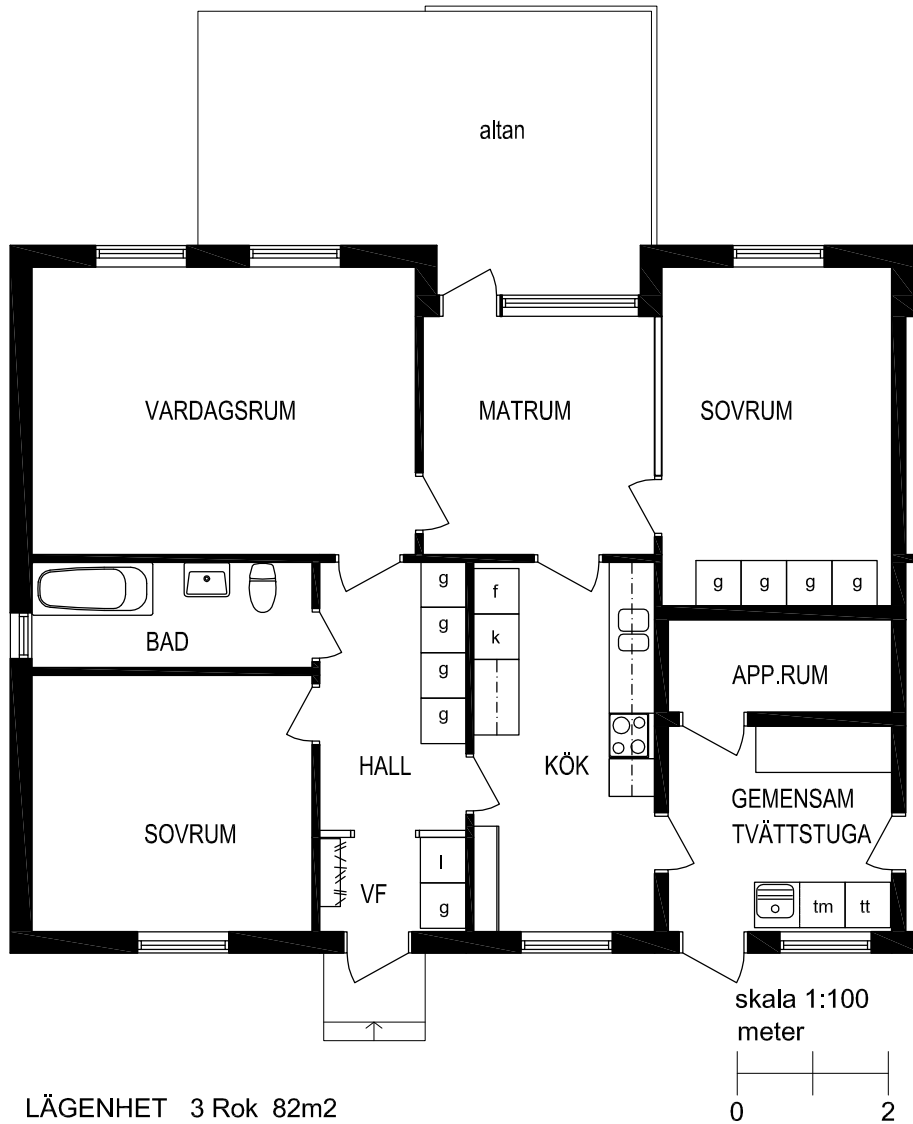 altan
VARDAGSRUM
MATRUM
SOVRUM
g g g g
g
f
g
k
BAD
g
APP.RUM
g
HALL
KÖK
GEMENSAM
TVÄTTSTUGA
SOVRUM
l
VF
g
tm tt
skala 1:100
meter
0 2
LÄGENHET 3 Rok 82m2